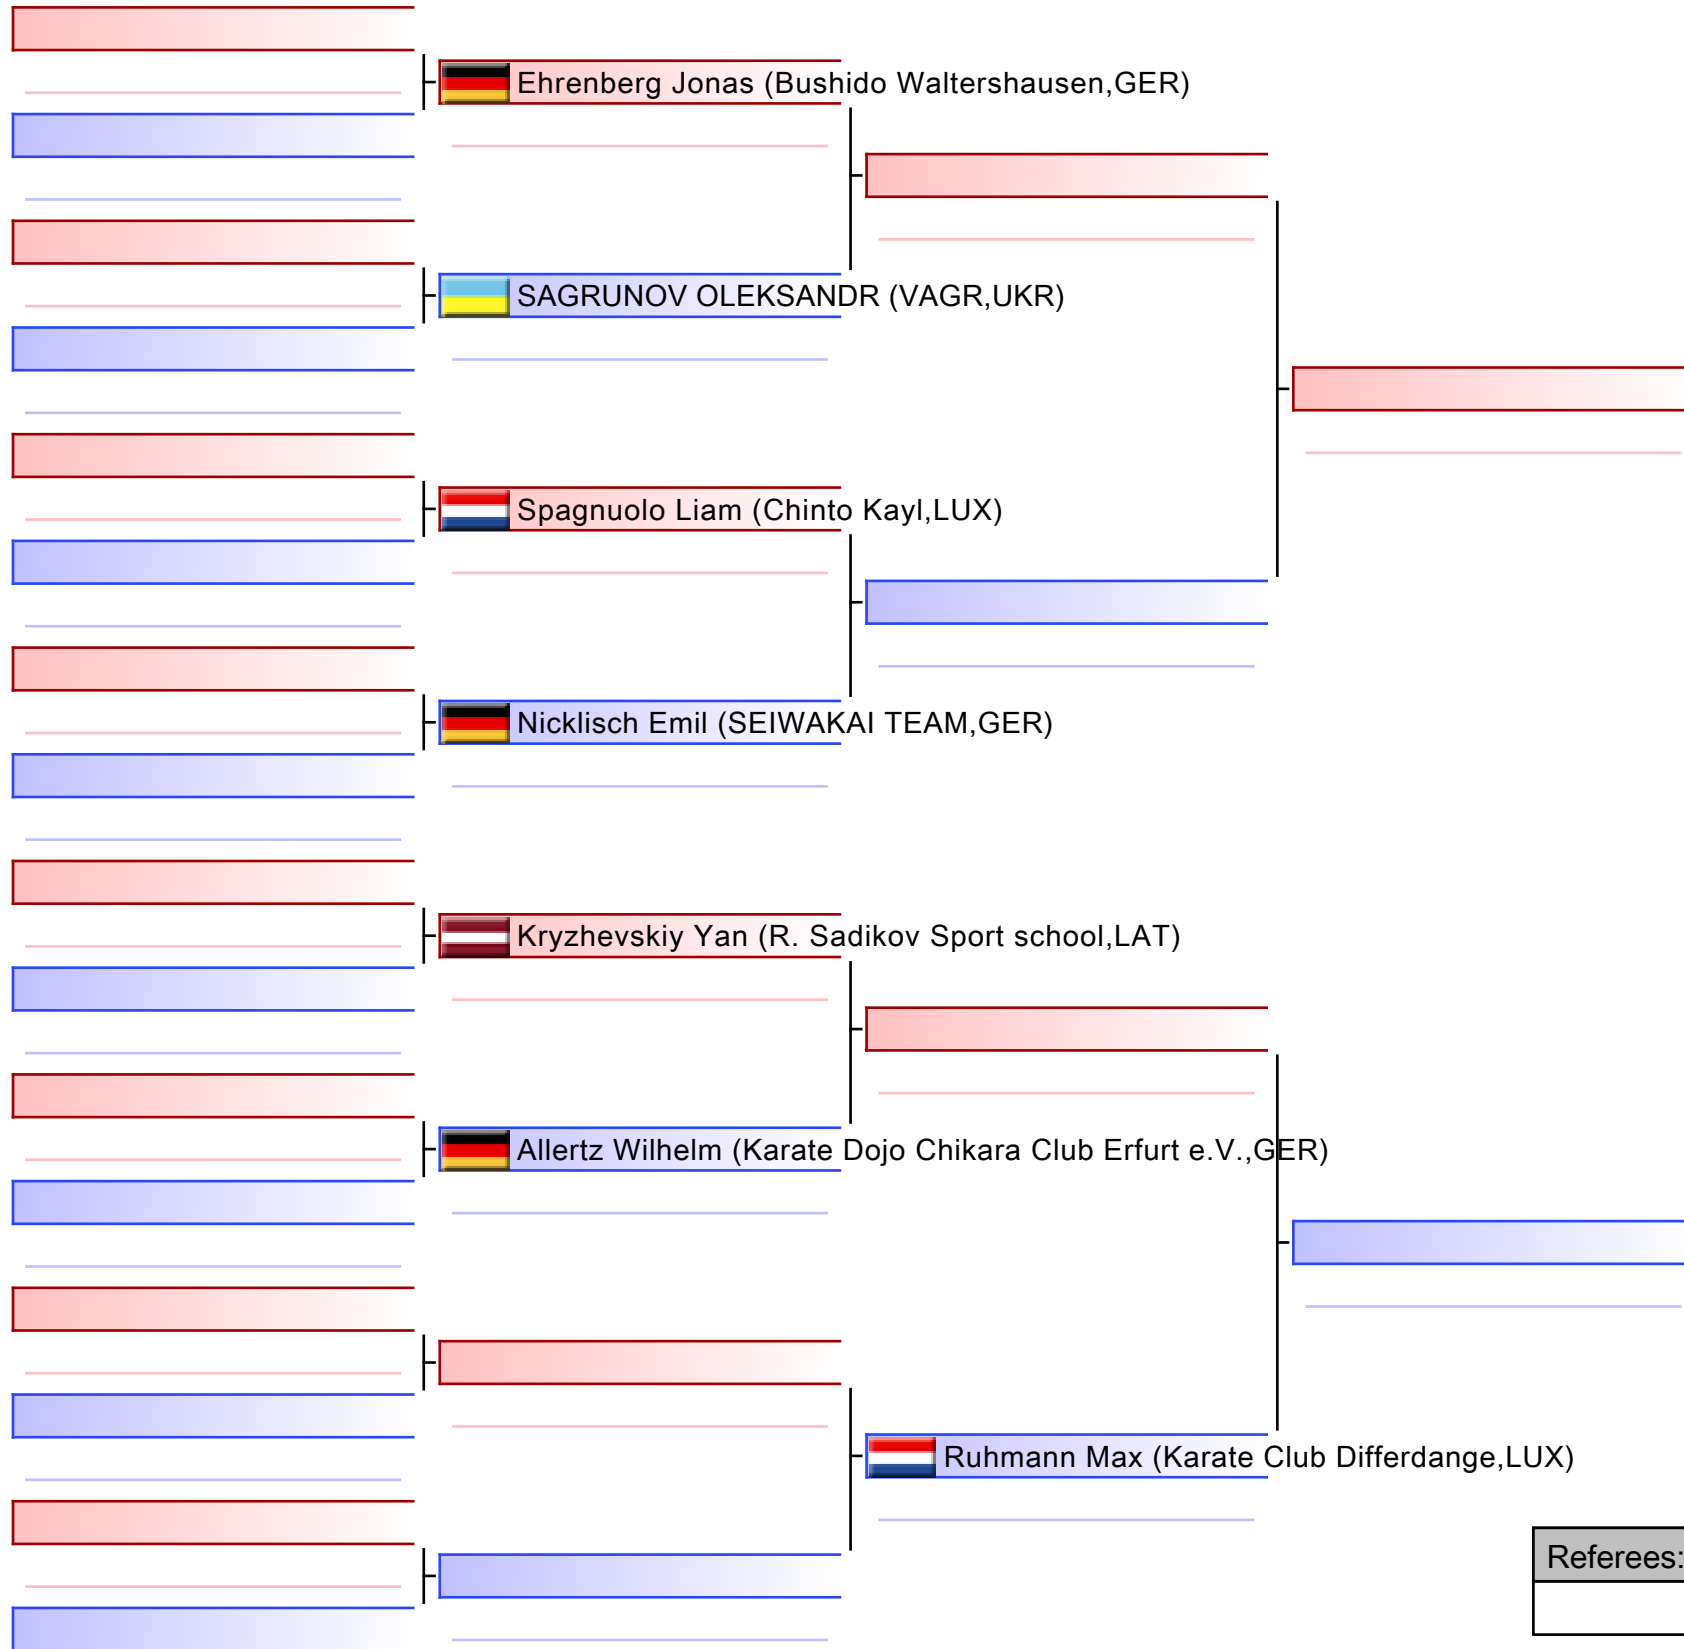 Ehrenberg Jonas (Bushido Waltershausen,GER)
SAGRUNOV OLEKSANDR (VAGR,UKR)
Spagnuolo Liam (Chinto Kayl,LUX)
Nicklisch Emil (SEIWAKAI TEAM,GER)
Kryzhevskiy Yan (R. Sadikov Sport school,LAT)
Allertz Wilhelm (Karate Dojo Chikara Club Erfurt e.V.,GER)
Ruhmann Max (Karate Club Differdange,LUX)
Referees: